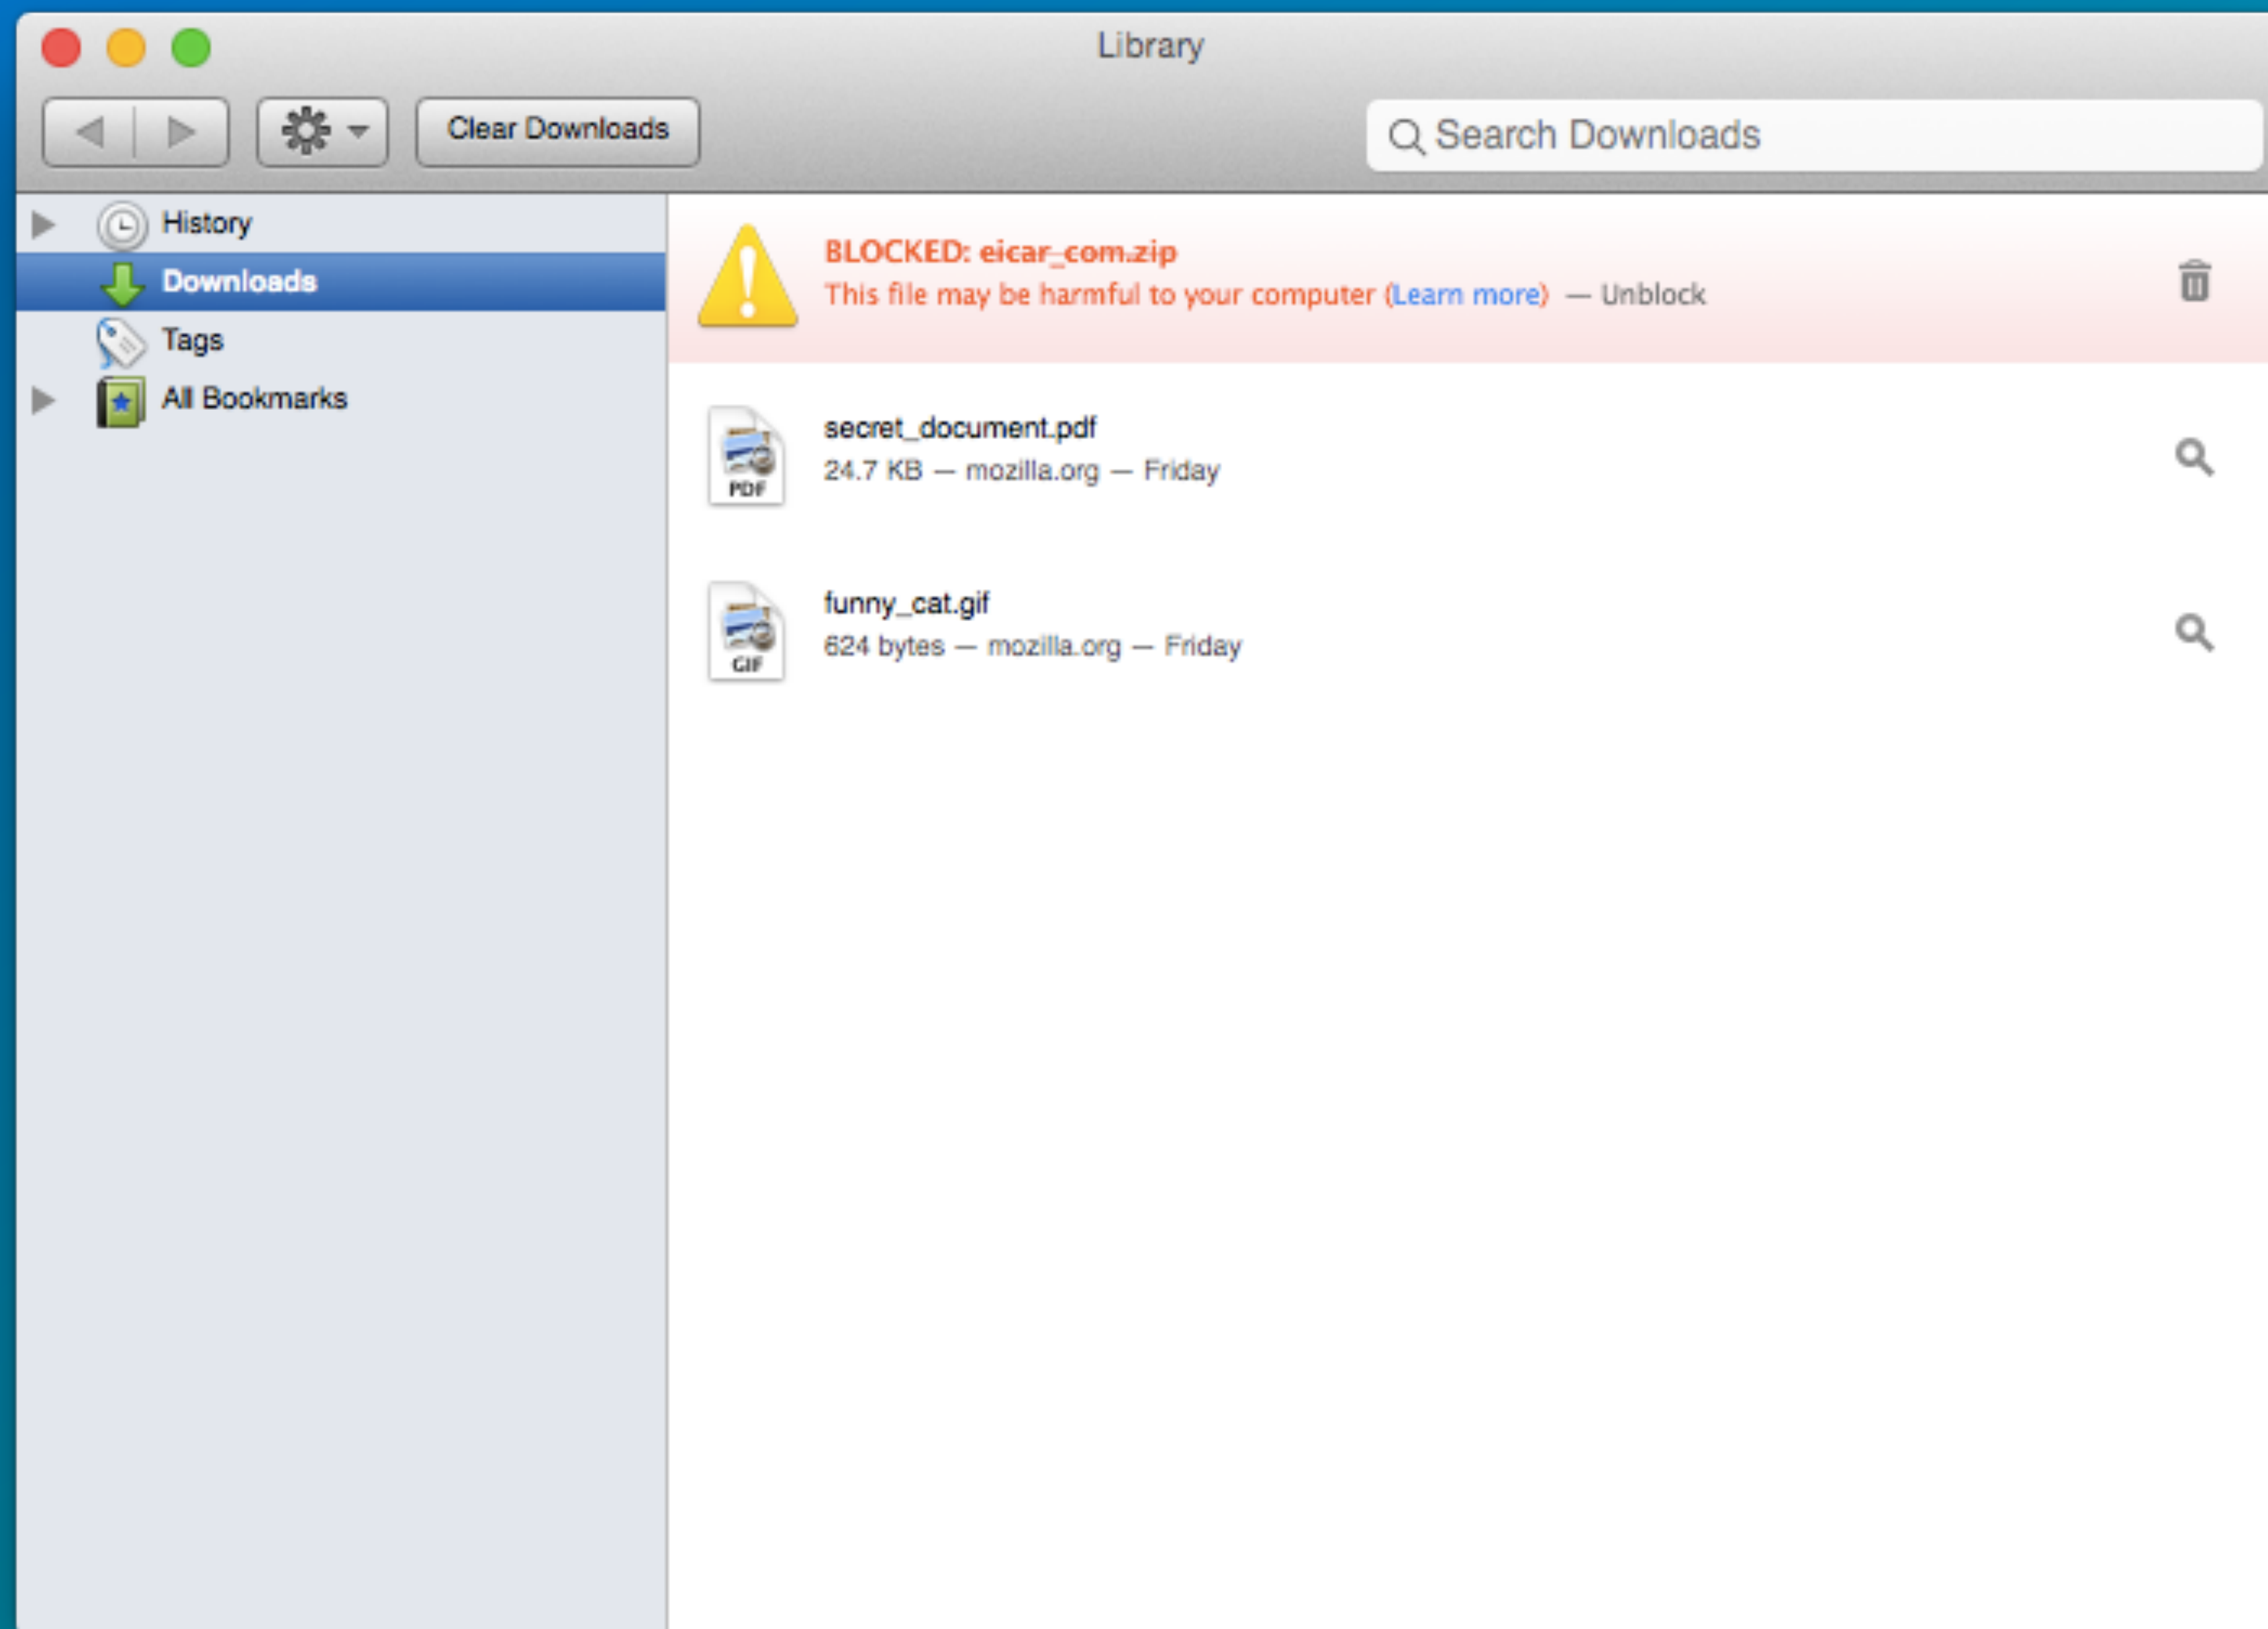 Library
Clear Downloads
Search Downloads
History
Downloads
Tags
All Bookmarks
BLOCKED: eicar_com.zip
This file may be harmful to your computer (Learn more) — Unblock
secret_document.pdf
24.7 KB — mozilla.org — Friday
PDF
funny_cat.gif
624 bytes — mozilla.org — Friday
GIF